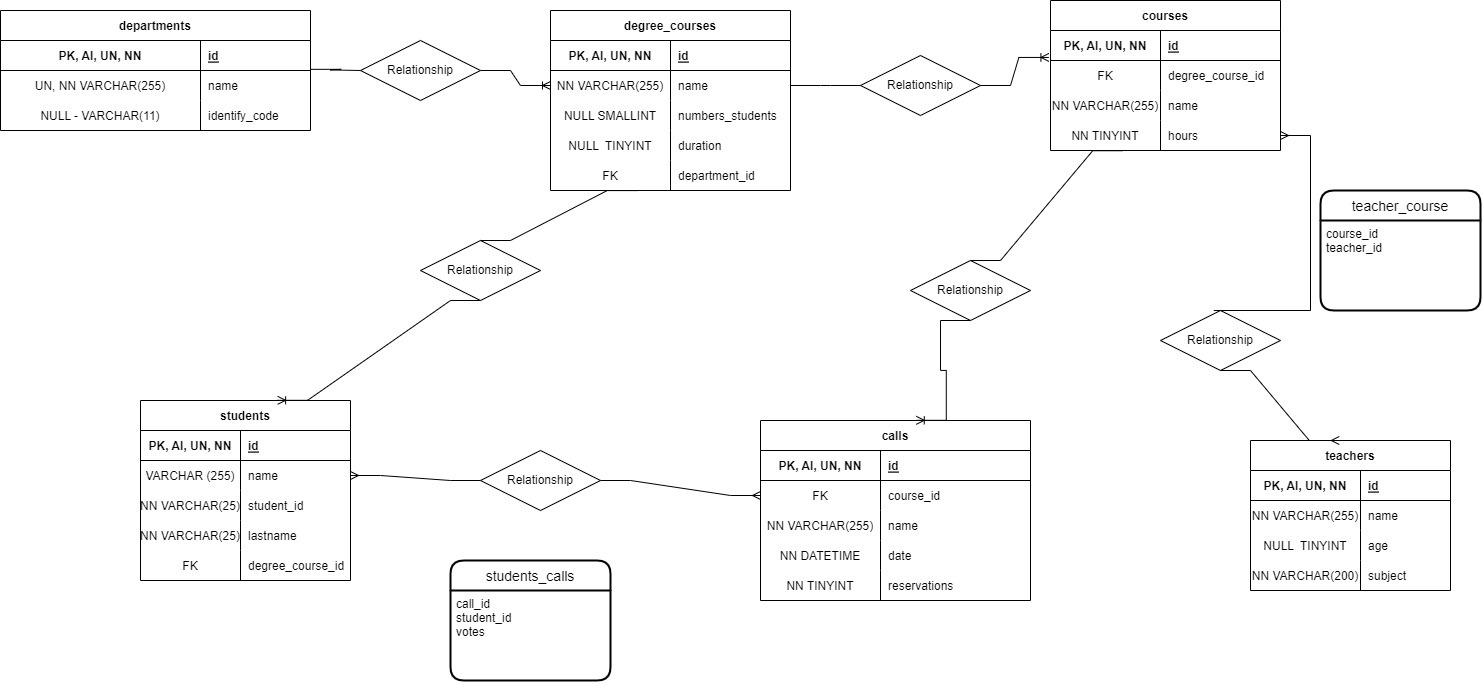 departments
PK, AI, UN, NN id
UN, NN VARCHAR(255) name
NULL - VARCHAR(11) identify_code
Relationship
degree_courses
PK, AI, UN, NN id
NN VARCHAR(255) name
NULL SMALLINT numbers_students
NULL TINYINT duration
FK department_id
Relationship
courses
PK, AI, UN, NN id
FK degree_course_id
NN VARCHAR(255) name
NN TINYINT hours
teacher_course
course_id
teacher_id
Relationship
Relationship
Relationship
students
PK, AI, UN, NN id
VARCHAR (255) name
NN VARCHAR(25) student_id
NN VARCHAR(25) lastname
FK degree_course_id
Relationship
calls
PK, AI, UN, NN id
FK course_id
NN VARCHAR(255) name
NN DATETIME date
NN TINYINT reservations
teachers
PK, AI, UN, NN id
NN VARCHAR(255) name
NULL TINYINT age
NN VARCHAR(200) subject
students_calls
call_id
student_id
votes